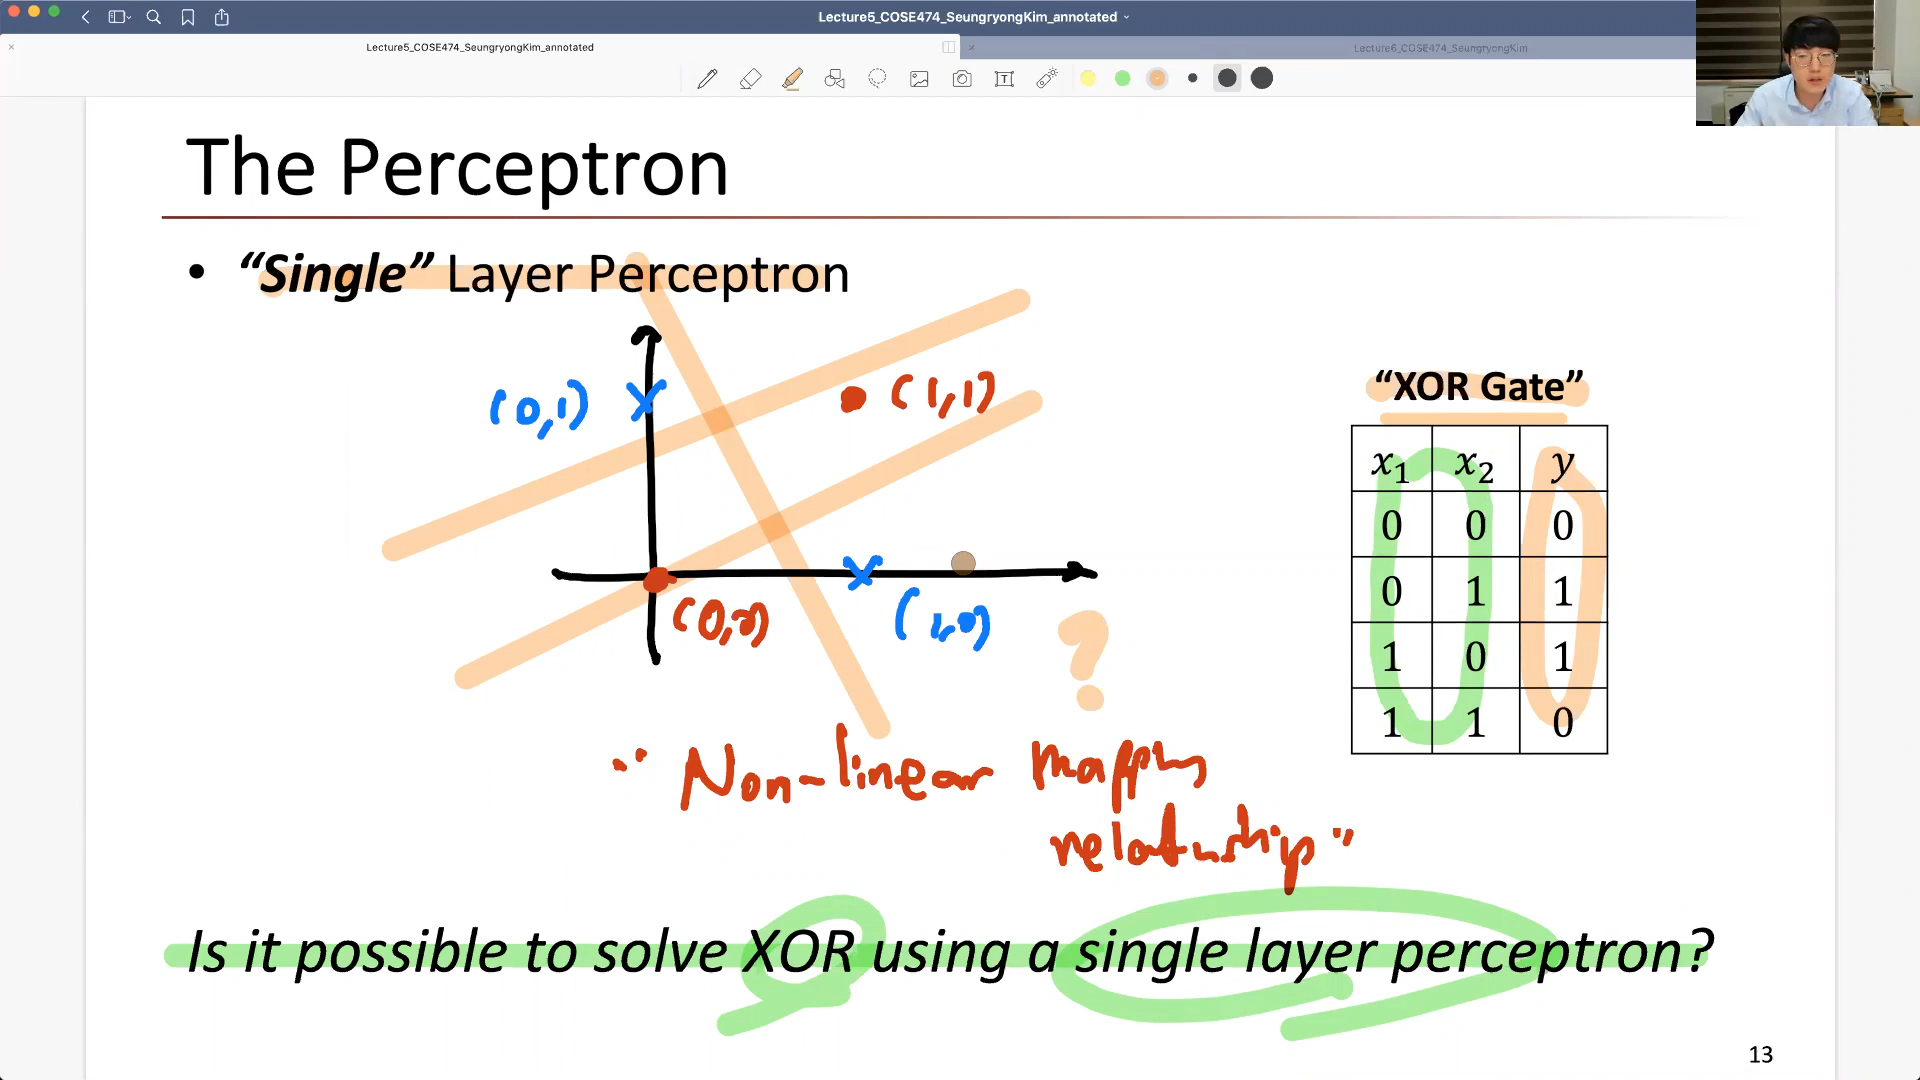 Lecture5_COSE474_SeungryongKim_annotated
Lecture5_COSE474_SeungryongKim_annotated
Lecture6_COSE474_SeungryongKim
The Perceptron
• “Single” Layer Perceptron
(0,1)
(1,1)
(0,0)
(1,0)
?
“XOR Gate”
x₁ x₂ y
0 0 0
0 1 1
1 0 1
1 1 0
" Non-linear mapping
relationship "
Is it possible to solve XOR using a single layer perceptron?
13